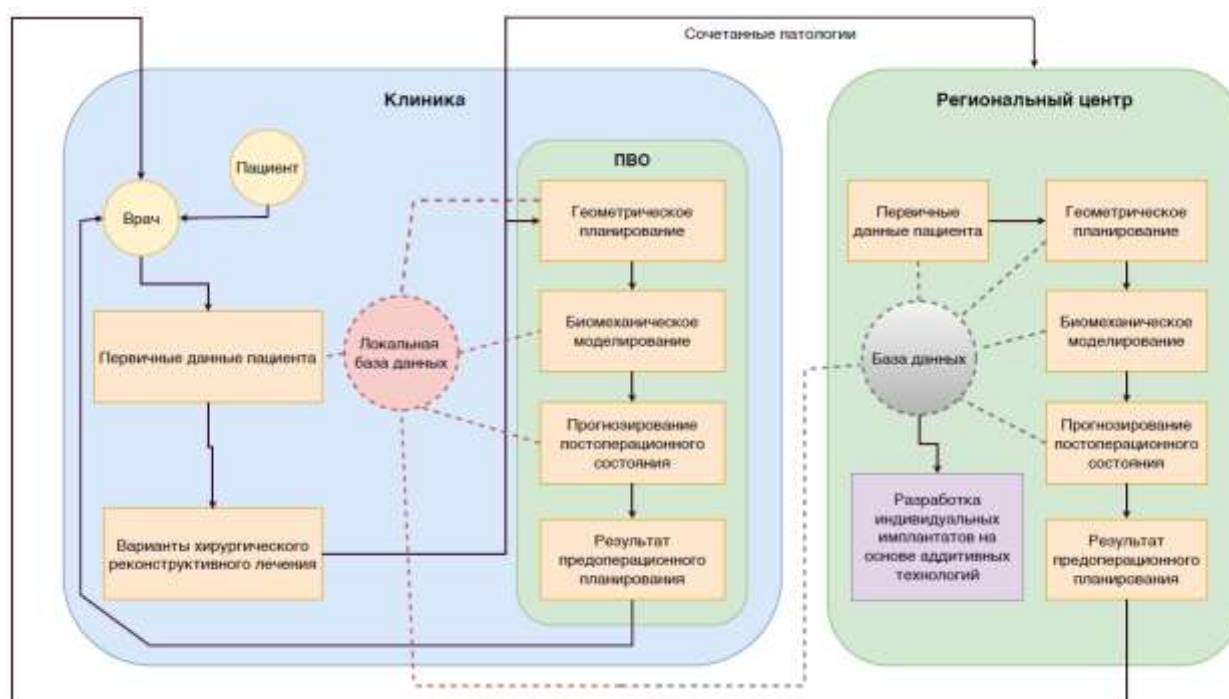 Сочетанные патологии
Клиника
Пациент
Врач
Первичные данные пациента
Варианты хирургического
реконструктивного лечения
Локальная
база данных
ПВО
Геометрическое
планирование
Биомеханическое
моделирование
Прогнозирование
постоперационного
состояния
Результат
предоперационного
планирования
Региональный центр
Первичные
данные пациента
База данных
Разработка
индивидуальных
имплантатов на
основе аддитивных
технологий
Геометрическое
планирование
Биомеханическое
моделирование
Прогнозирование
постоперационного
состояния
Результат
предоперационного
планирования